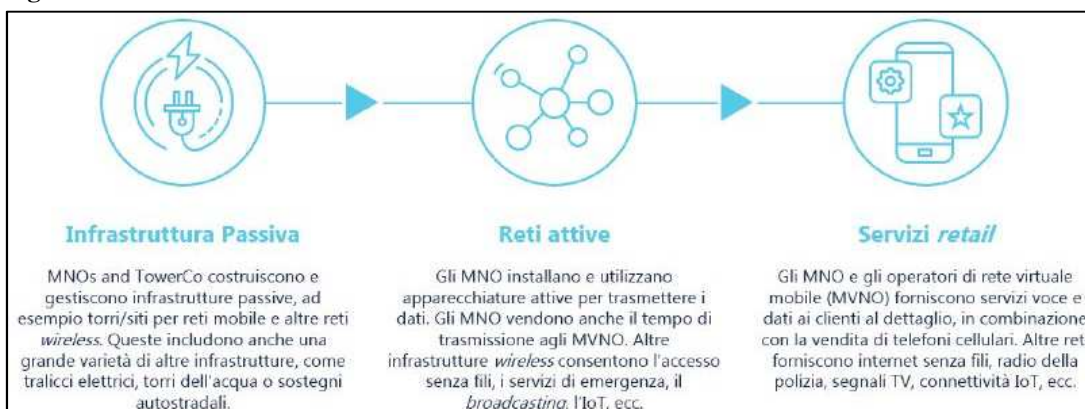 Infrastruttura Passiva
MNOs and TowerCo costruiscono e
gestiscono infrastrutture passive, ad
esempio torri/siti per reti mobile e altre reti
wireless. Queste includono anche una
grande varietà di altre infrastrutture, come
tralicci elettrici, torri dell'acqua o sostegni
autostradali.
Reti attive
Gli MNO installano e utilizzano
apparecchiature attive per trasmettere i
dati. Gli MNO vendono anche il tempo di
trasmissione agli MVNO. Altre
infrastrutture wireless consentono l'accesso
senza fili, i servizi di emergenza, il
broadcasting, l'IoT, ecc.
Servizi retail
Gli MNO e gli operatori di rete virtuale
mobile (MVNO) forniscono servizi voce e
dati ai clienti al dettaglio, in combinazione
con la vendita di telefoni cellulari. Altre reti
forniscono internet senza fili, radio della
polizia, segnali TV, connettività IoT, ecc.